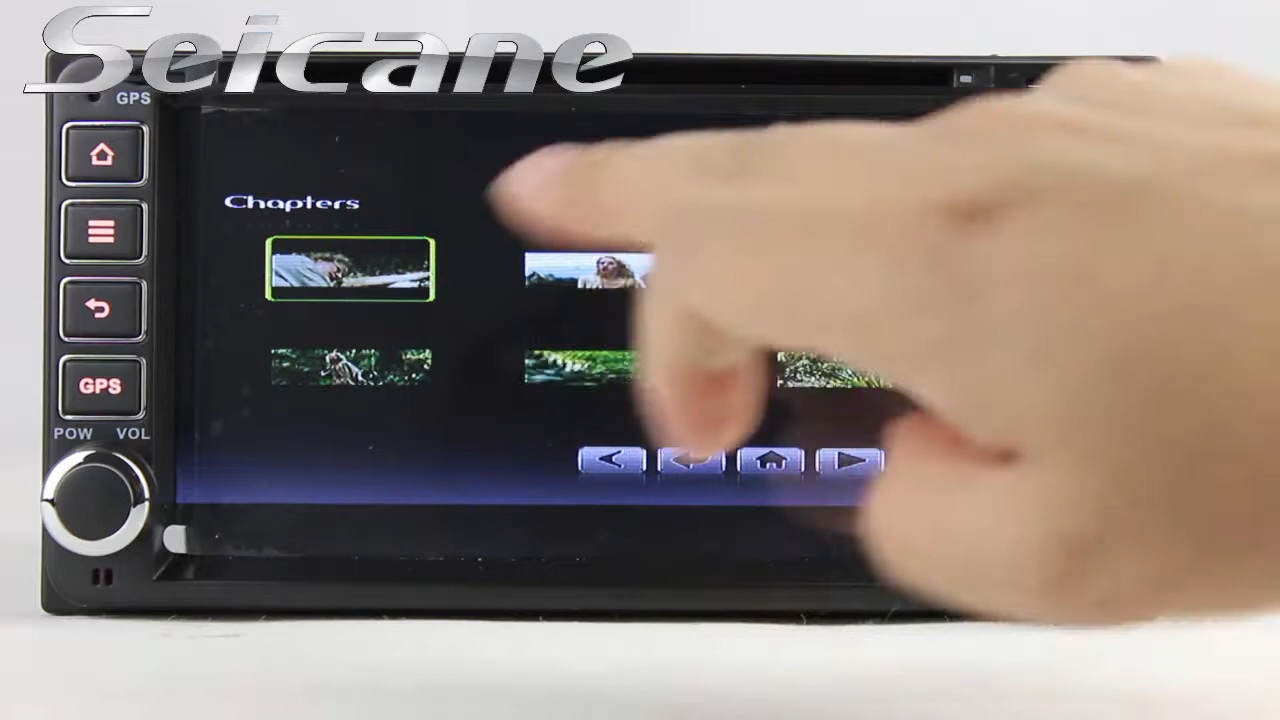 Seicane
GPS
Chapters
GPS
POW VOL